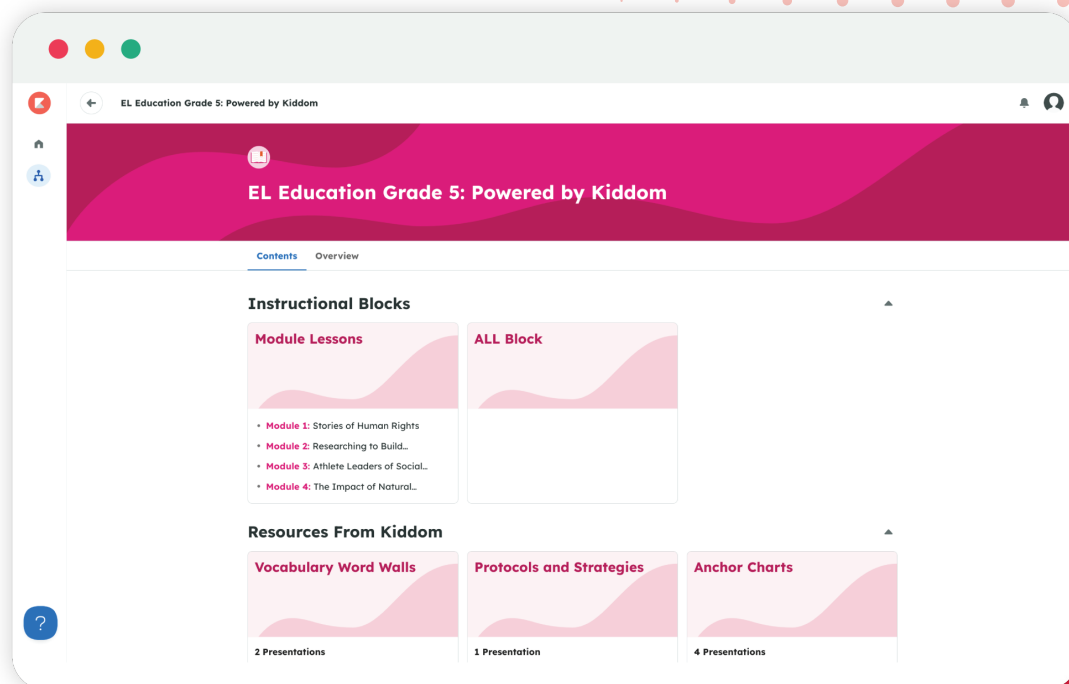 EL Education Grade 5: Powered by Kiddom
EL Education Grade 5: Powered by Kiddom
Contents Overview
Instructional Blocks
Module Lessons
• Module 1: Stories of Human Rights
• Module 2: Researching to Build...
• Module 3: Athlete Leaders of Social...
• Module 4: The Impact of Natural...
ALL Block
Resources From Kiddom
Vocabulary Word Walls
2 Presentations
Protocols and Strategies
1 Presentation
Anchor Charts
4 Presentations
?